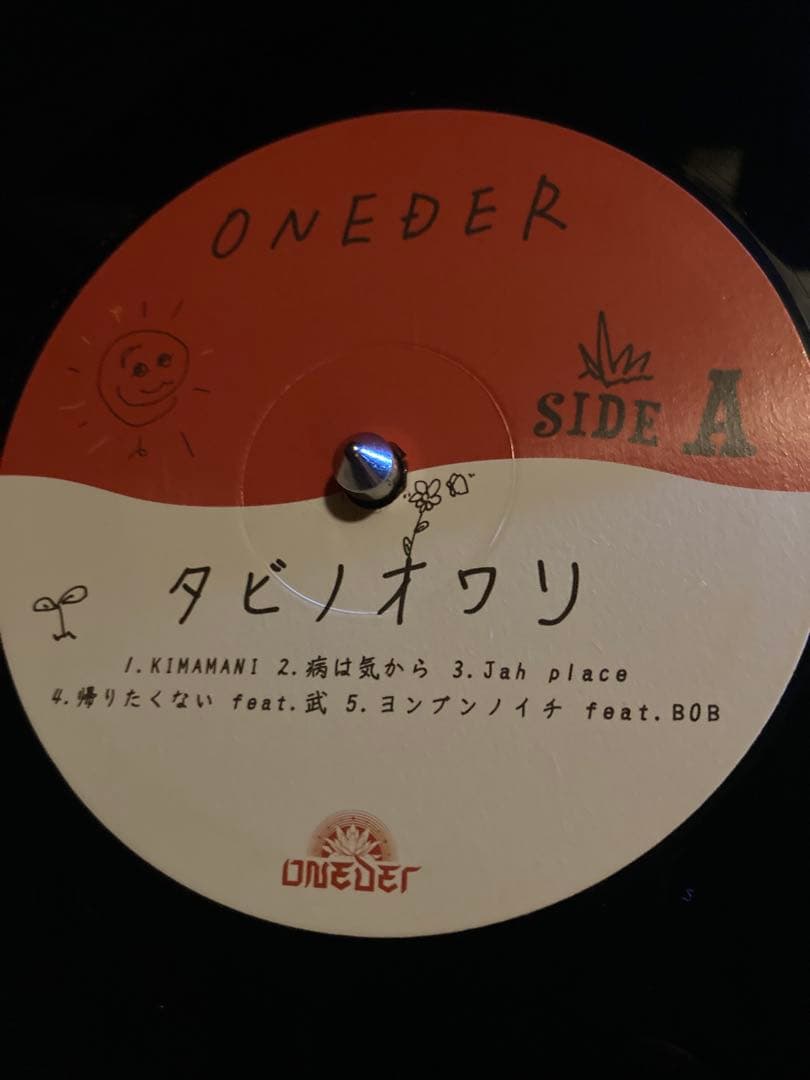 ONEĐER
SIDE A
タビノオワリ
1.KIMAMANI 2.病は気から 3.Jah place
4.帰りたくない feat.武 5.ヨンブンノイチ feat.BOB
ONEDER